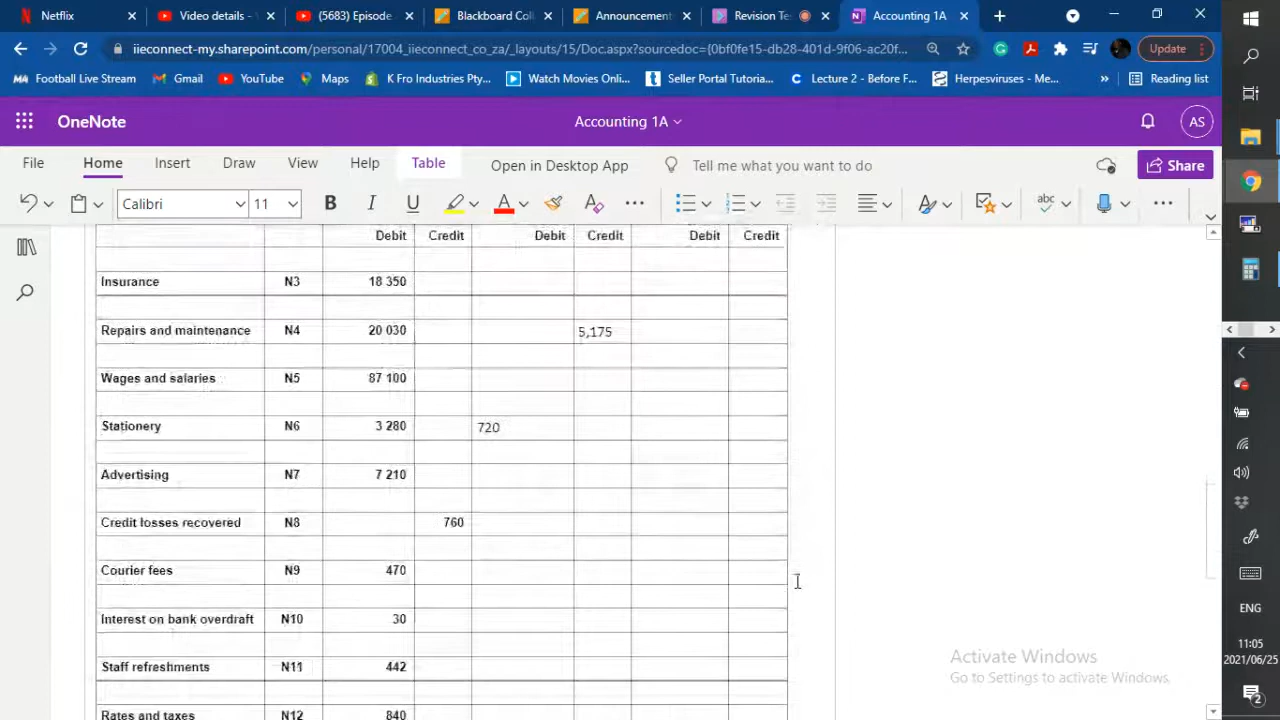 Netflix
Video details -
(5683) Episode
Blackboard Coll
Announcement
Revision Te
Accounting 1A
iieconnect-my.sharepoint.com/personal/17004_iieconnect_co_za/_layouts/15/Doc.aspx?sourcedoc={0bf0fe15-db28-401d-9f06-ac20f...
Update
Football Live Stream
Gmail
YouTube
Maps
K Fro Industries Pty...
Watch Movies Onli...
Seller Portal Tutoria...
Lecture 2 - Before F...
Herpesviruses - Me...
Reading list
OneNote
Accounting 1A
AS
File Home Insert Draw View Help Table Open in Desktop App Tell me what you want to do Share
Calibri 11 B I U A abc
Debit Credit Debit Credit Debit Credit
Insurance N3 18 350
Repairs and maintenance N4 20 030 5,175
Wages and salaries N5 87 100
Stationery N6 3 280 720
Advertising N7 7 210
Credit losses recovered N8 760
Courier fees N9 470
Interest on bank overdraft N10 30
Staff refreshments N11 442
Rates and taxes N12 840
Activate Windows
Go to Settings to activate Windows.
ENG
11:05
2021/06/25
2